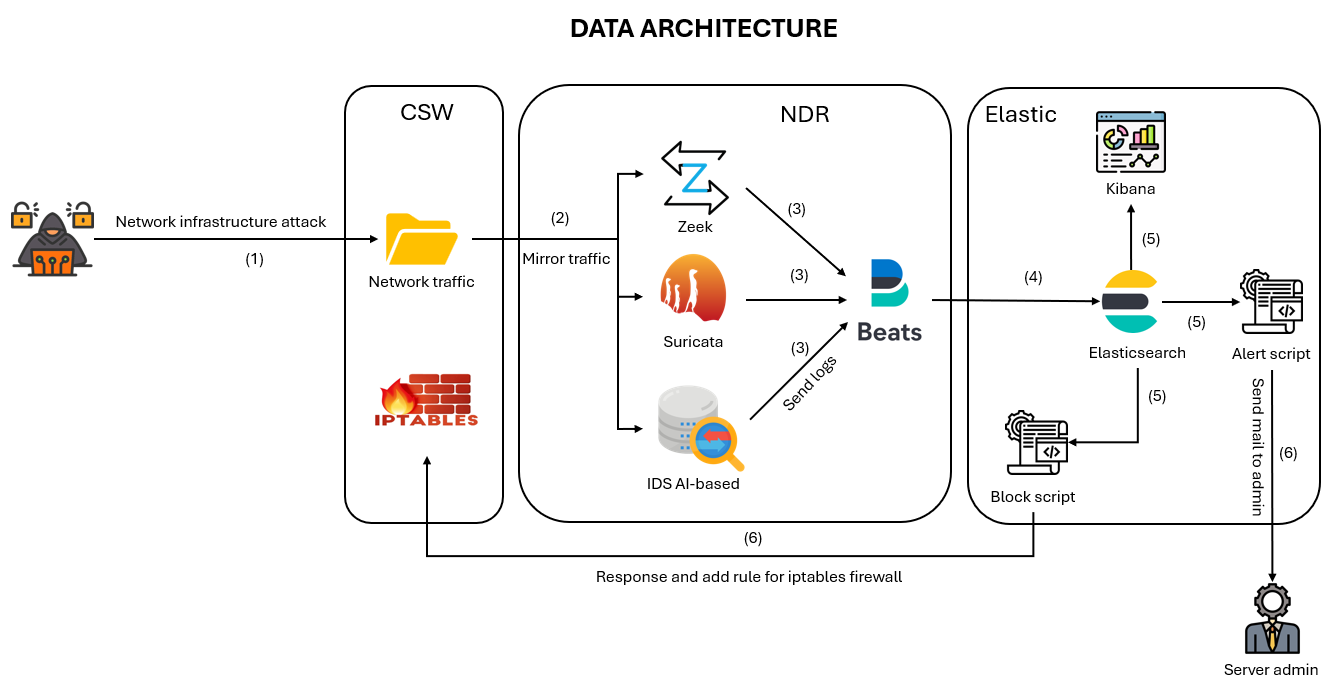 DATA ARCHITECTURE
CSW
NDR
Elastic
Network infrastructure attack
(1)
Network traffic
IPTABLES
(2)
Mirror traffic
Z
Zeek
(3)
Suricata
(3)
IDS AI-based
(3)
Send logs
Beats
(4)
Kibana
(5)
Elasticsearch
(5)
</>
Alert script
(5)
</>
Block script
Send mail to admin
(6)
(6)
Response and add rule for iptables firewall
Server admin